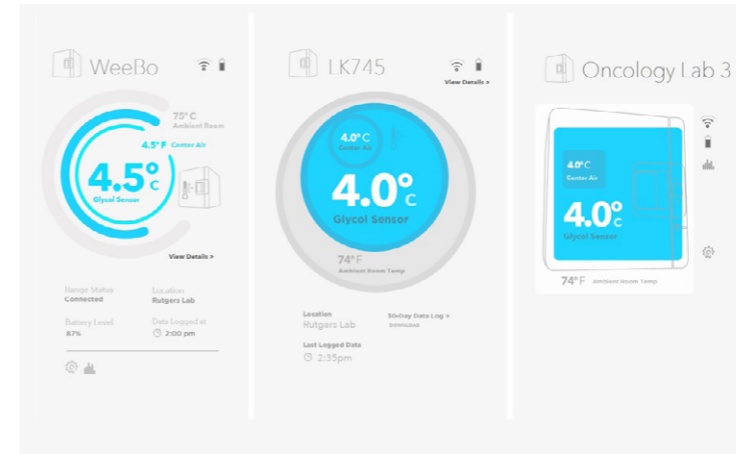 WeeBo
75° C
Ambient Room
4.5° F Center Air
4.5° C
Glycol Sensor
View Details >
Range Status
Connected
Location
Rutgers Lab
Battery Level
87%
Data Logged at
2:00 pm
LK745
View Details >
4.0° C
Center Air
4.0° C
Glycol Sensor
74° F
Ambient Room Temp
Location
Rutgers Lab
30-Day Data Log >
Download
Last Logged Data
2:35pm
Oncology Lab 3
4.0° C
Center Air
4.0° C
Glycol Sensor
74° F Ambient Room Temp